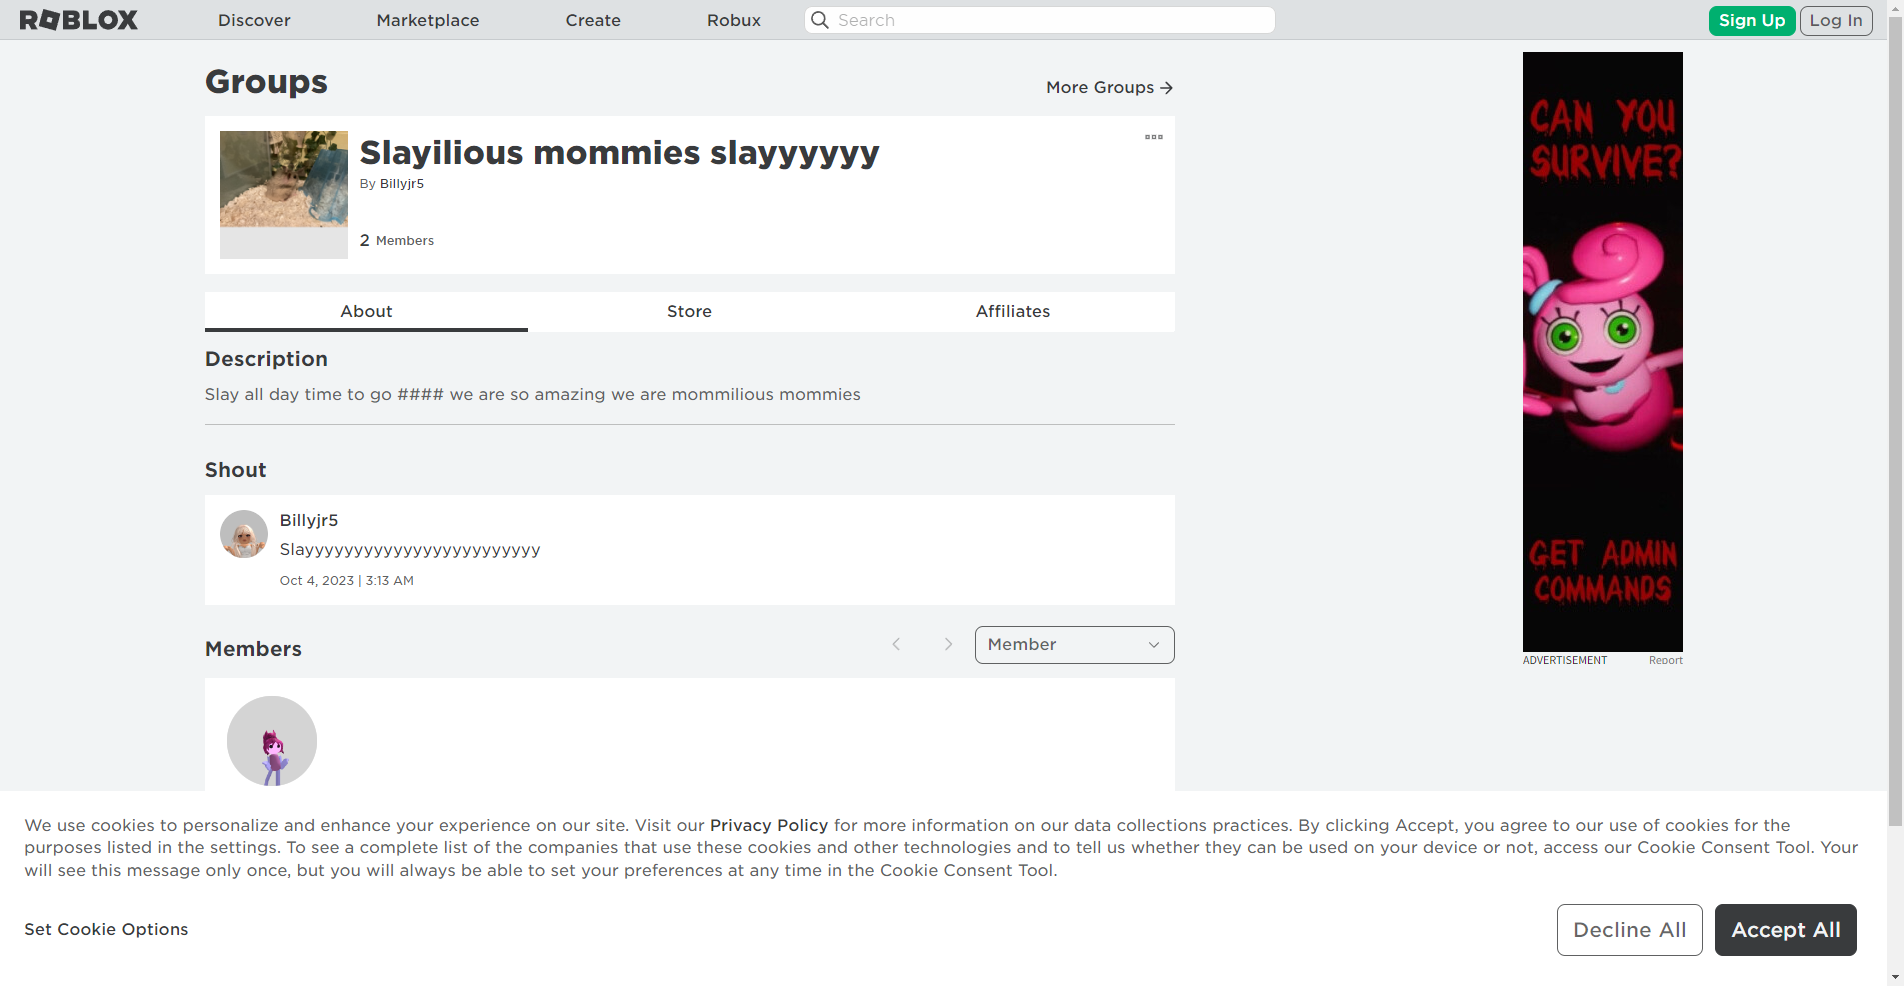 ROBLOX
Discover
Marketplace
Create
Robux
Search
Sign Up
Log In
Groups
More Groups
Slayilious mommies slayyyyyy
By Billyjr5
2 Members
About
Store
Affiliates
Description
Slay all day time to go #### we are so amazing we are mommilious mommies
Shout
Billyjr5
Slayyyyyyyyyyyyyyyyyyyyyyyy
Oct 4, 2023 | 3:13 AM
Members
Member
CAN YOU
SURVIVE?
GET ADMIN
COMMANDS
ADVERTISEMENT
Report
We use cookies to personalize and enhance your experience on our site. Visit our Privacy Policy for more information on our data collections practices. By clicking Accept, you agree to our use of cookies for the
purposes listed in the settings. To see a complete list of the companies that use these cookies and other technologies and to tell us whether they can be used on your device or not, access our Cookie Consent Tool. Your
will see this message only once, but you will always be able to set your preferences at any time in the Cookie Consent Tool.
Set Cookie Options
Decline All
Accept All